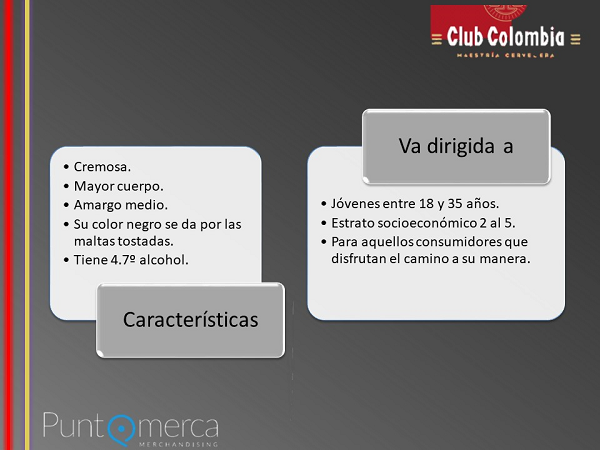 Club Colombia
MAESTRÍA CERVECERA
Va dirigida a
• Cremosa.
• Mayor cuerpo.
• Amargo medio.
• Su color negro se da por las
maltas tostadas.
• Tiene 4.7º alcohol.
Características
• Jóvenes entre 18 y 35 años.
• Estrato socioeconómico 2 al 5.
• Para aquellos consumidores que
disfrutan el camino a su manera.
Puntomerca
MERCHANDISING